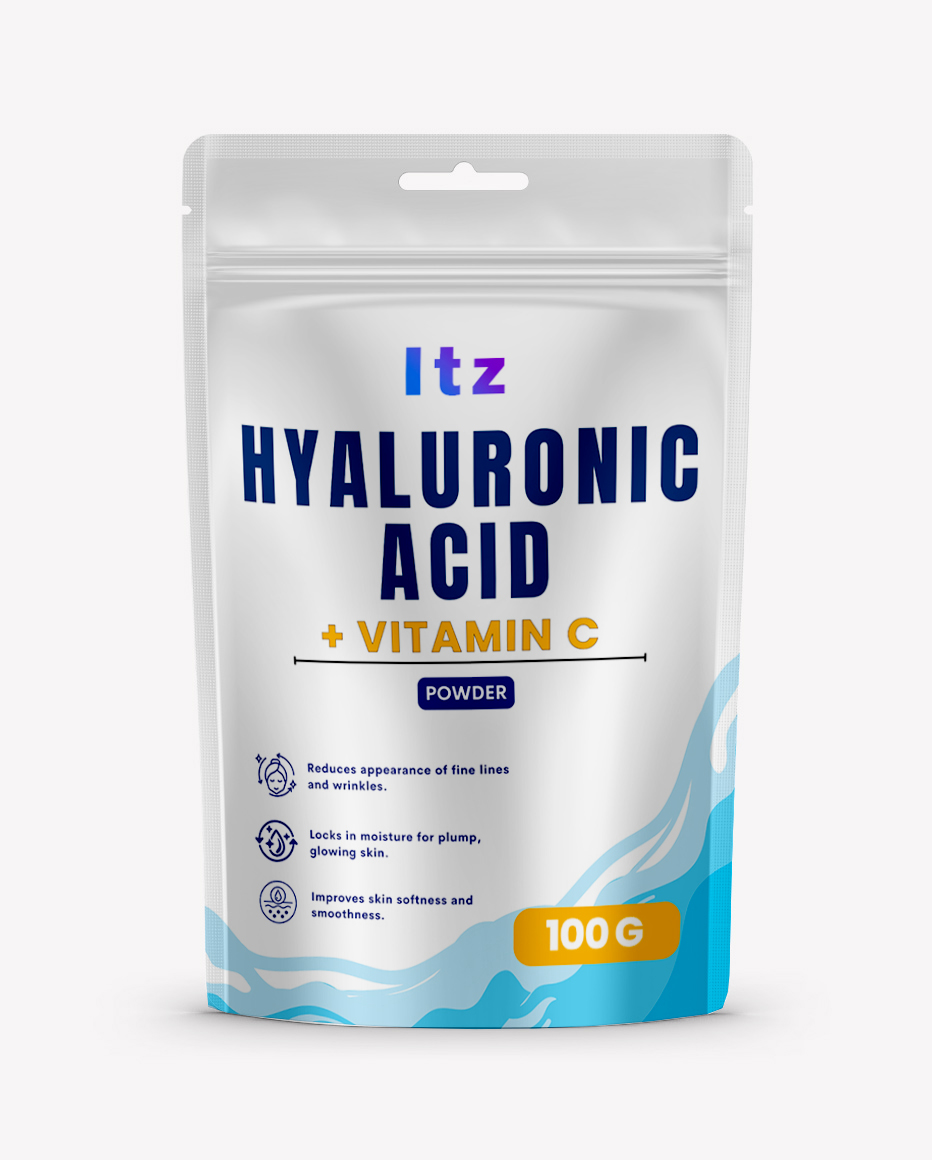 Itz
HYALURONIC
ACID
+ VITAMIN C
POWDER
Reduces appearance of fine lines
and wrinkles.
Locks in moisture for plump,
glowing skin.
Improves skin softness and
smoothness.
100 G